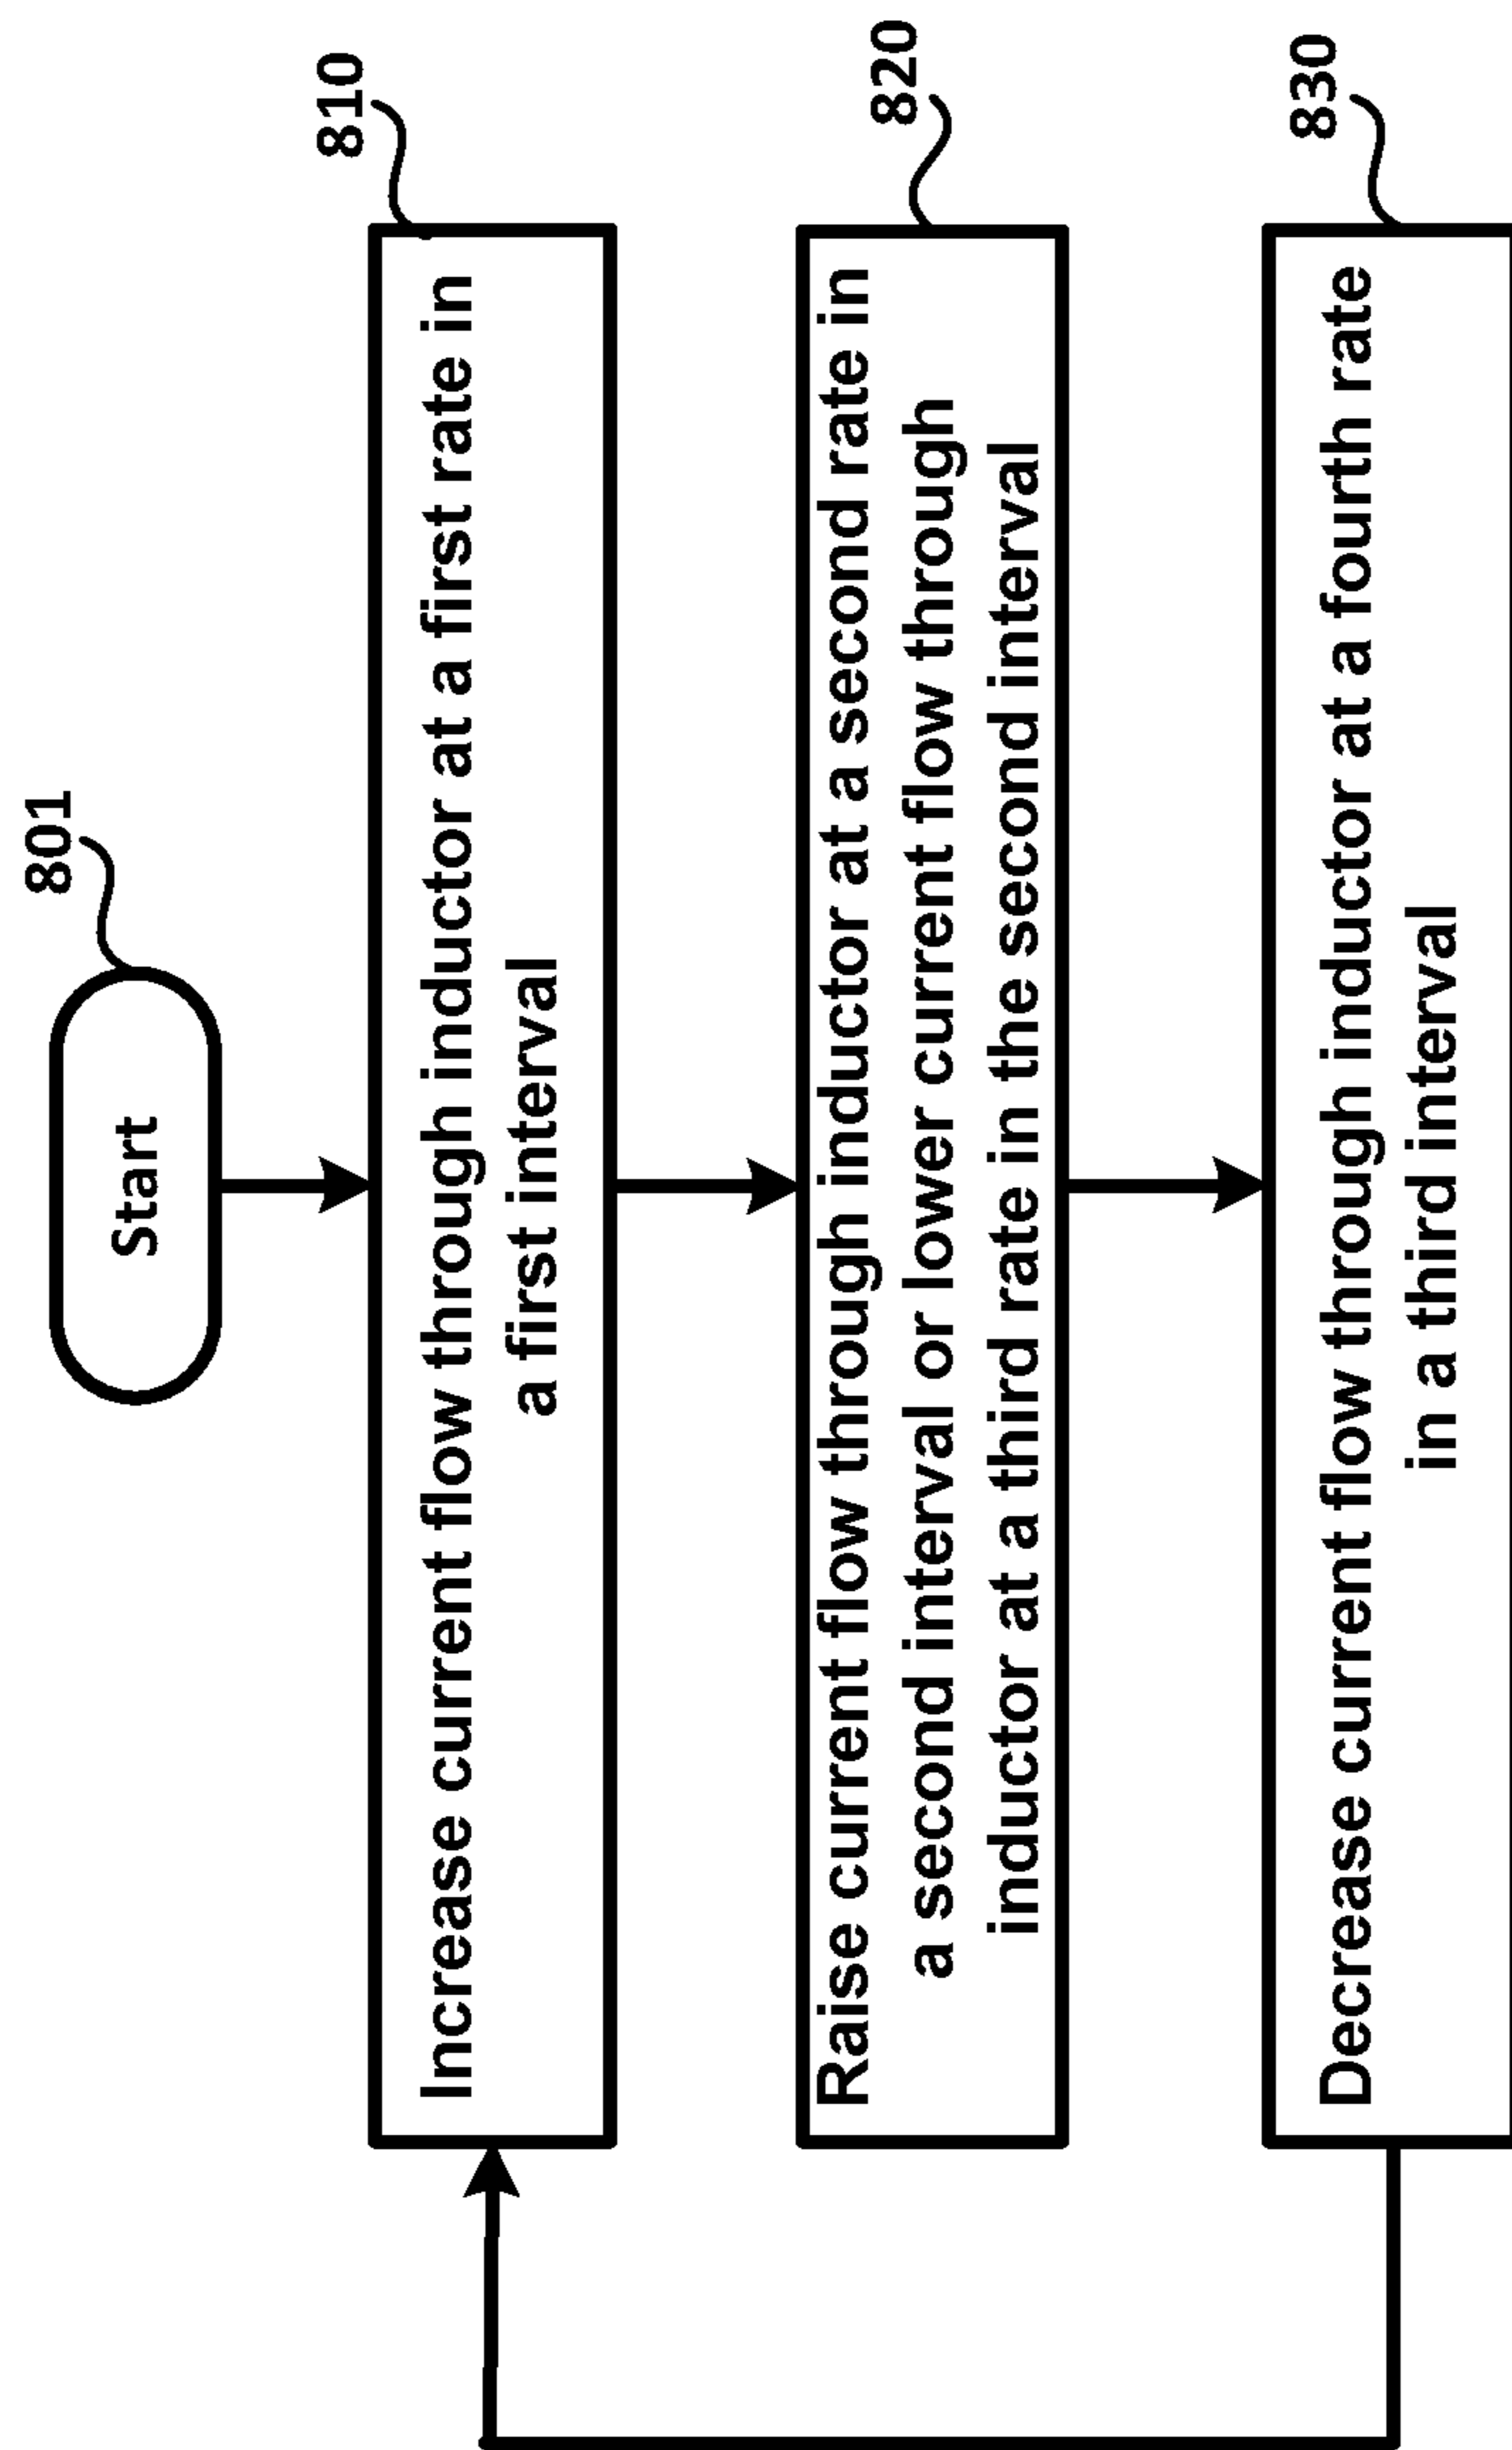 801
Start
810
Increase current flow through inductor at a first rate in
a first interval
820
Raise current flow through inductor at a second rate in
a second interval or lower current flow through
inductor at a third rate in the second interval
830
Decrease current flow through inductor at a fourth rate
in a third interval